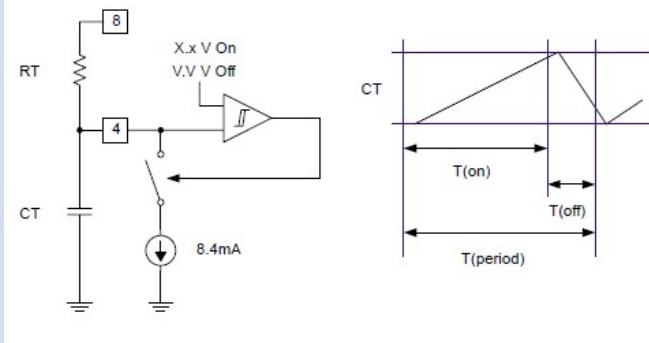 8
X.x V On
V.V V Off
RT
4
CT
8.4mA
CT
T(on)
T(off)
T(period)